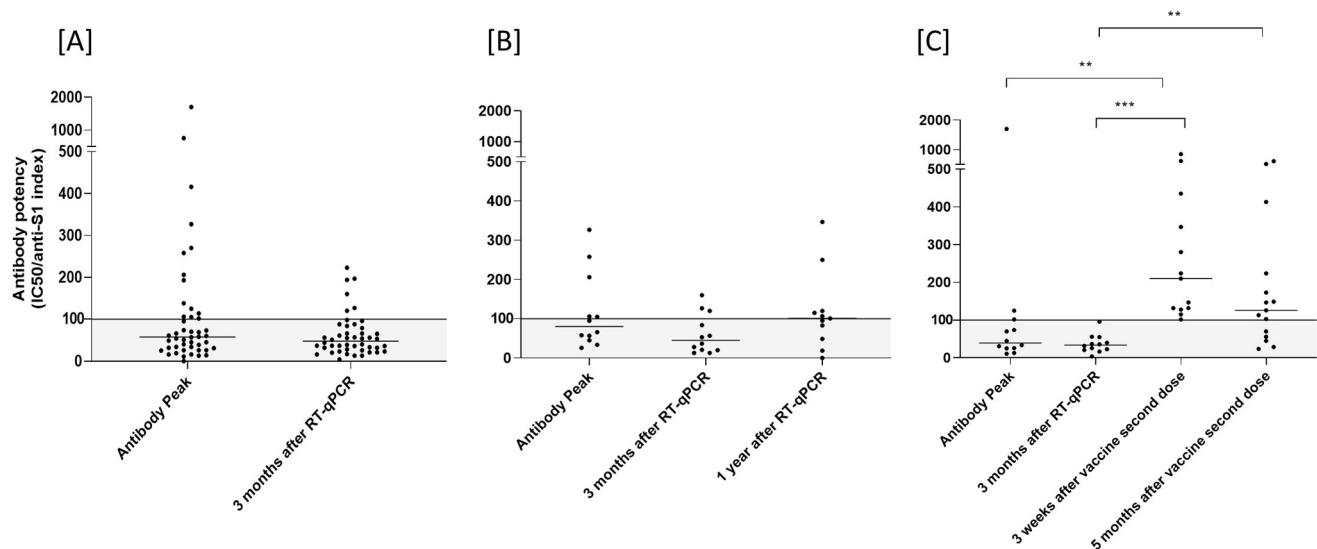 [A]
[B]
[C]
Antibody potency
(IC50/anti-S1 index)
2000
1000
500
400
300
200
100
0
Antibody Peak
3 months after RT-qPCR
2000
1000
500
400
300
200
100
0
Antibody Peak
3 months after RT-qPCR
1 year after RT-qPCR
**
**
***
2000
1000
500
400
300
200
100
0
Antibody Peak
3 months after RT-qPCR
3 weeks after vaccine second dose
5 months after vaccine second dose